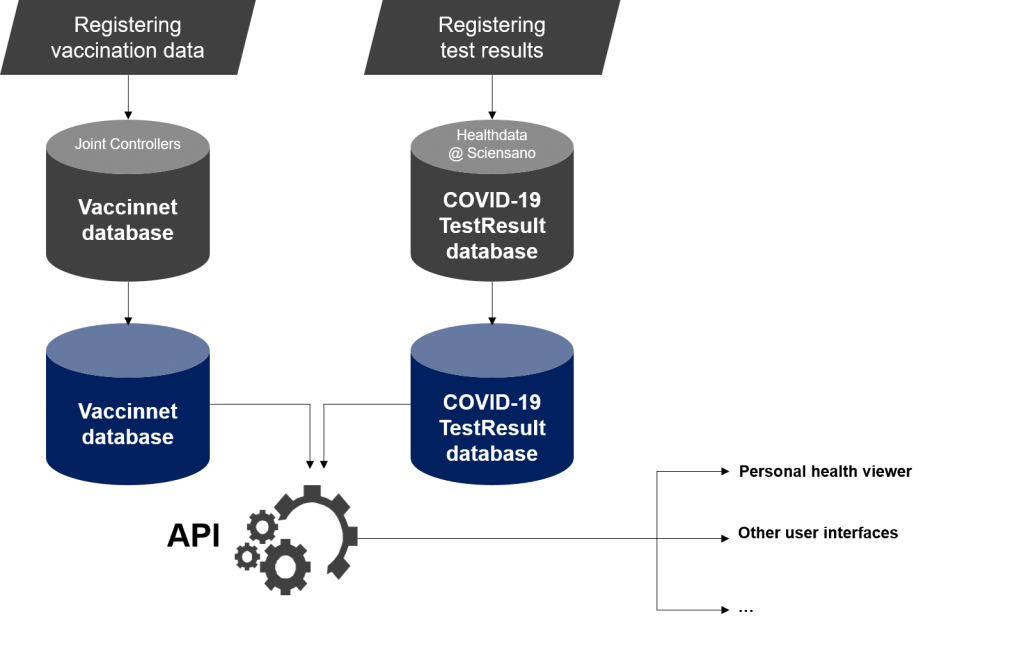 Registering
vaccination data
Registering
test results
Joint Controllers
Healthdata
@ Sciensano
Vaccinnet
database
COVID-19
TestResult
database
Vaccinnet
database
COVID-19
TestResult
database
API
Personal health viewer
Other user interfaces
...